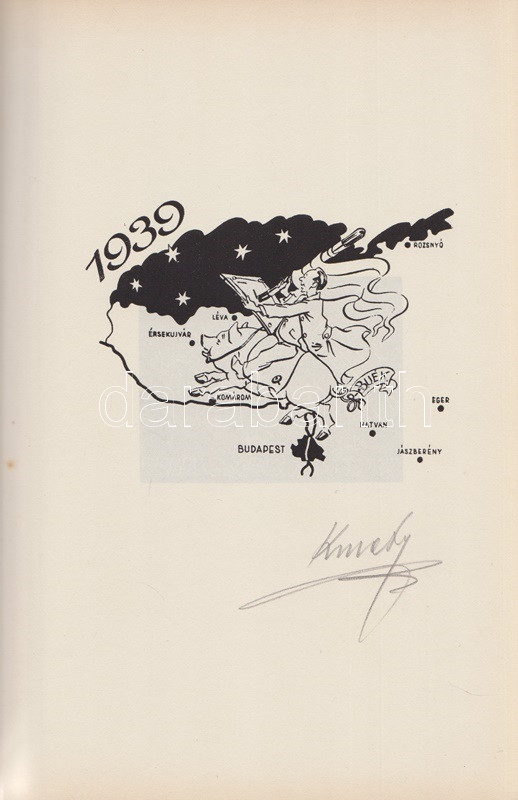 1939
ROZSNYÓ
LÉVA
ÉRSEKUJVÁR
KOMÁROM
EGER
HATVAN
BUDAPEST
JÁSZBERÉNY
darabanth